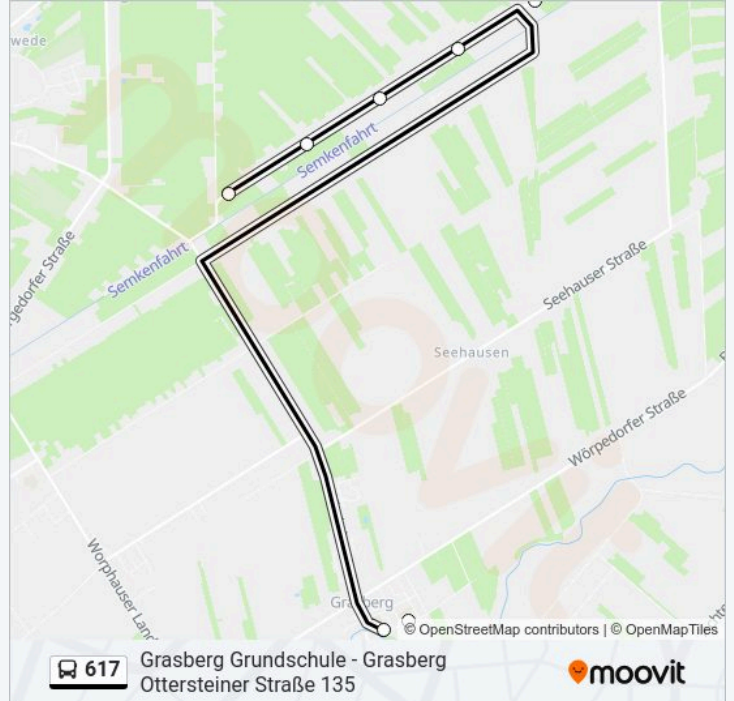 wede
Semkenfahrt
Semkenfahrt
gedorfer Straße
Seehauser Straße
Seehausen
Wörpedorfer Straße
Worphauser Land
Grasberg
© OpenStreetMap contributors | © OpenMapTiles
617
Grasberg Grundschule - Grasberg
Ottersteiner Straße 135
moovit